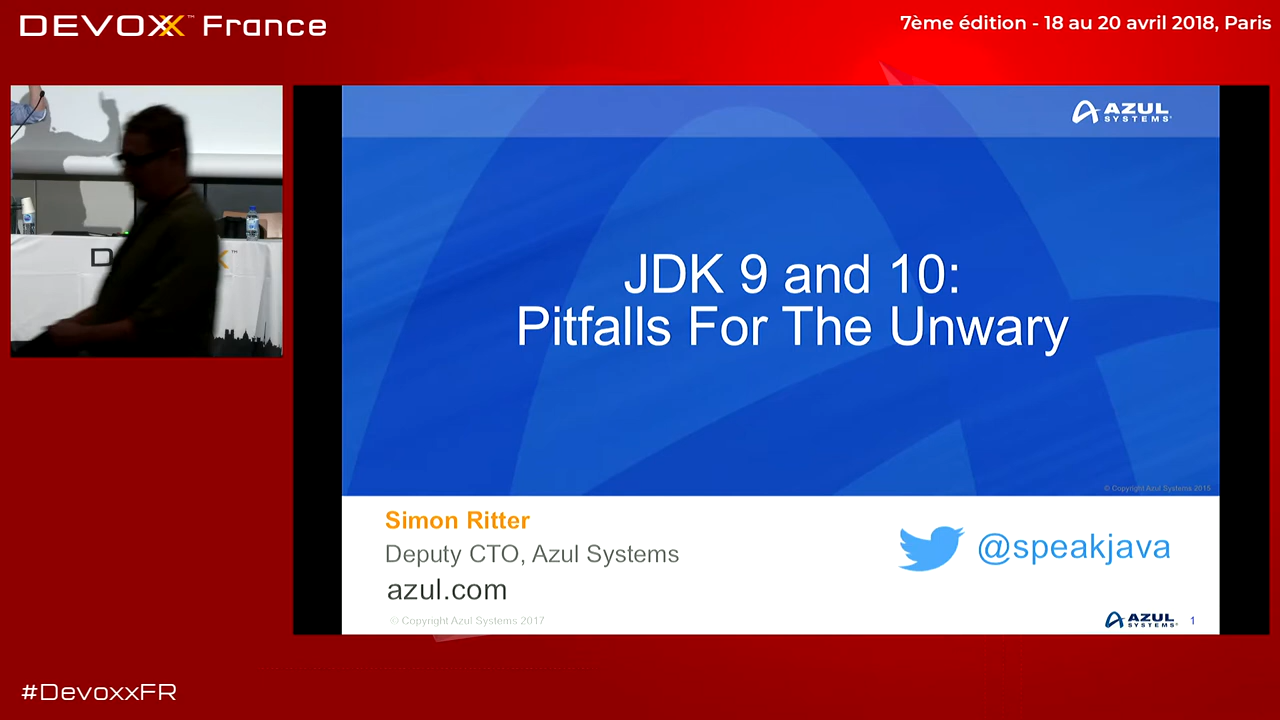 DEVOXX™ France
7ème édition - 18 au 20 avril 2018, Paris
AZUL
SYSTEMS
JDK 9 and 10:
Pitfalls For The Unwary
© Copyright Azul Systems 2015
Simon Ritter
Deputy CTO, Azul Systems
azul.com
@speakjava
© Copyright Azul Systems 2017
AZUL
SYSTEMS
1
#DevoxxFR